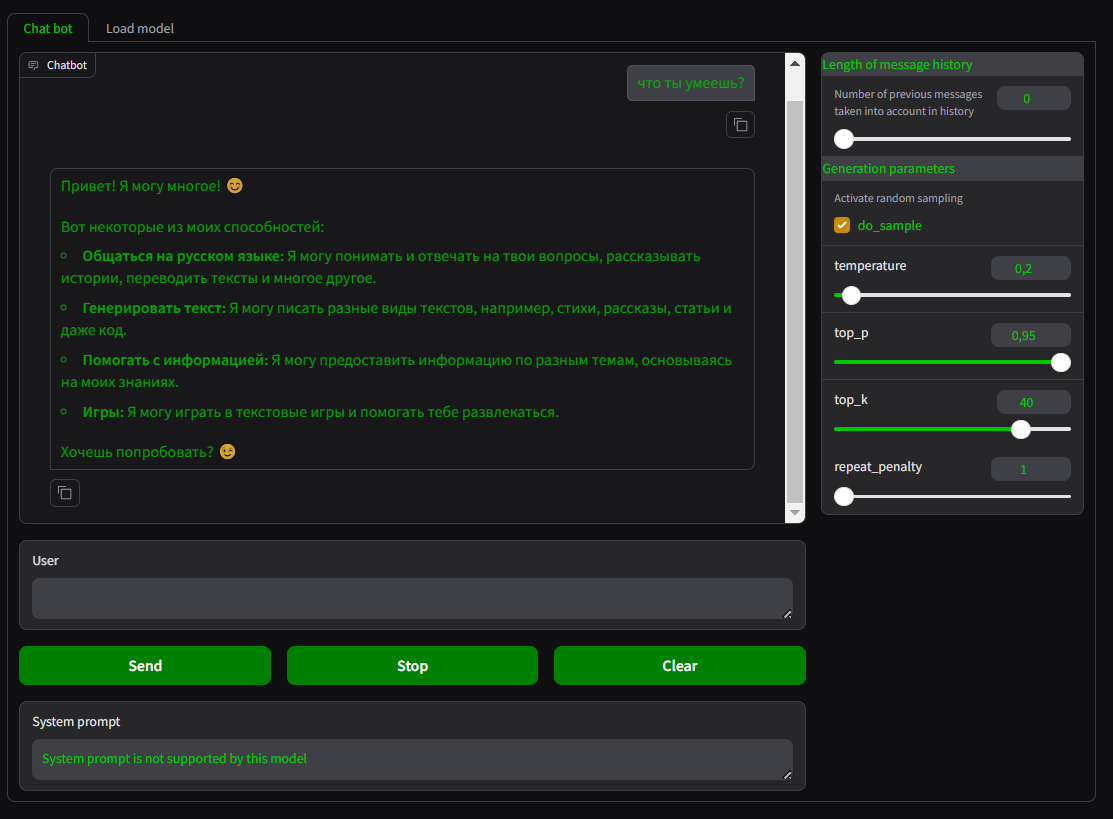 Chat bot
Load model
Chatbot
что ты умеешь?
Привет! Я могу многое! 😊
Вот некоторые из моих способностей:
Общаться на русском языке: Я могу понимать и отвечать на твои вопросы, рассказывать
истории, переводить тексты и многое другое.
Генерировать текст: Я могу писать разные виды текстов, например, стихи, рассказы, статьи и
даже код.
Помогать с информацией: Я могу предоставить информацию по разным темам, основываясь
на моих знаниях.
Игры: Я могу играть в текстовые игры и помогать тебе развлекаться.
Хочешь попробовать? 😉
User
Send
Stop
Clear
System prompt
System prompt is not supported by this model
Length of message history
Number of previous messages
taken into account in history
0
Generation parameters
Activate random sampling
do_sample
temperature
0,2
top_p
0,95
top_k
40
repeat_penalty
1